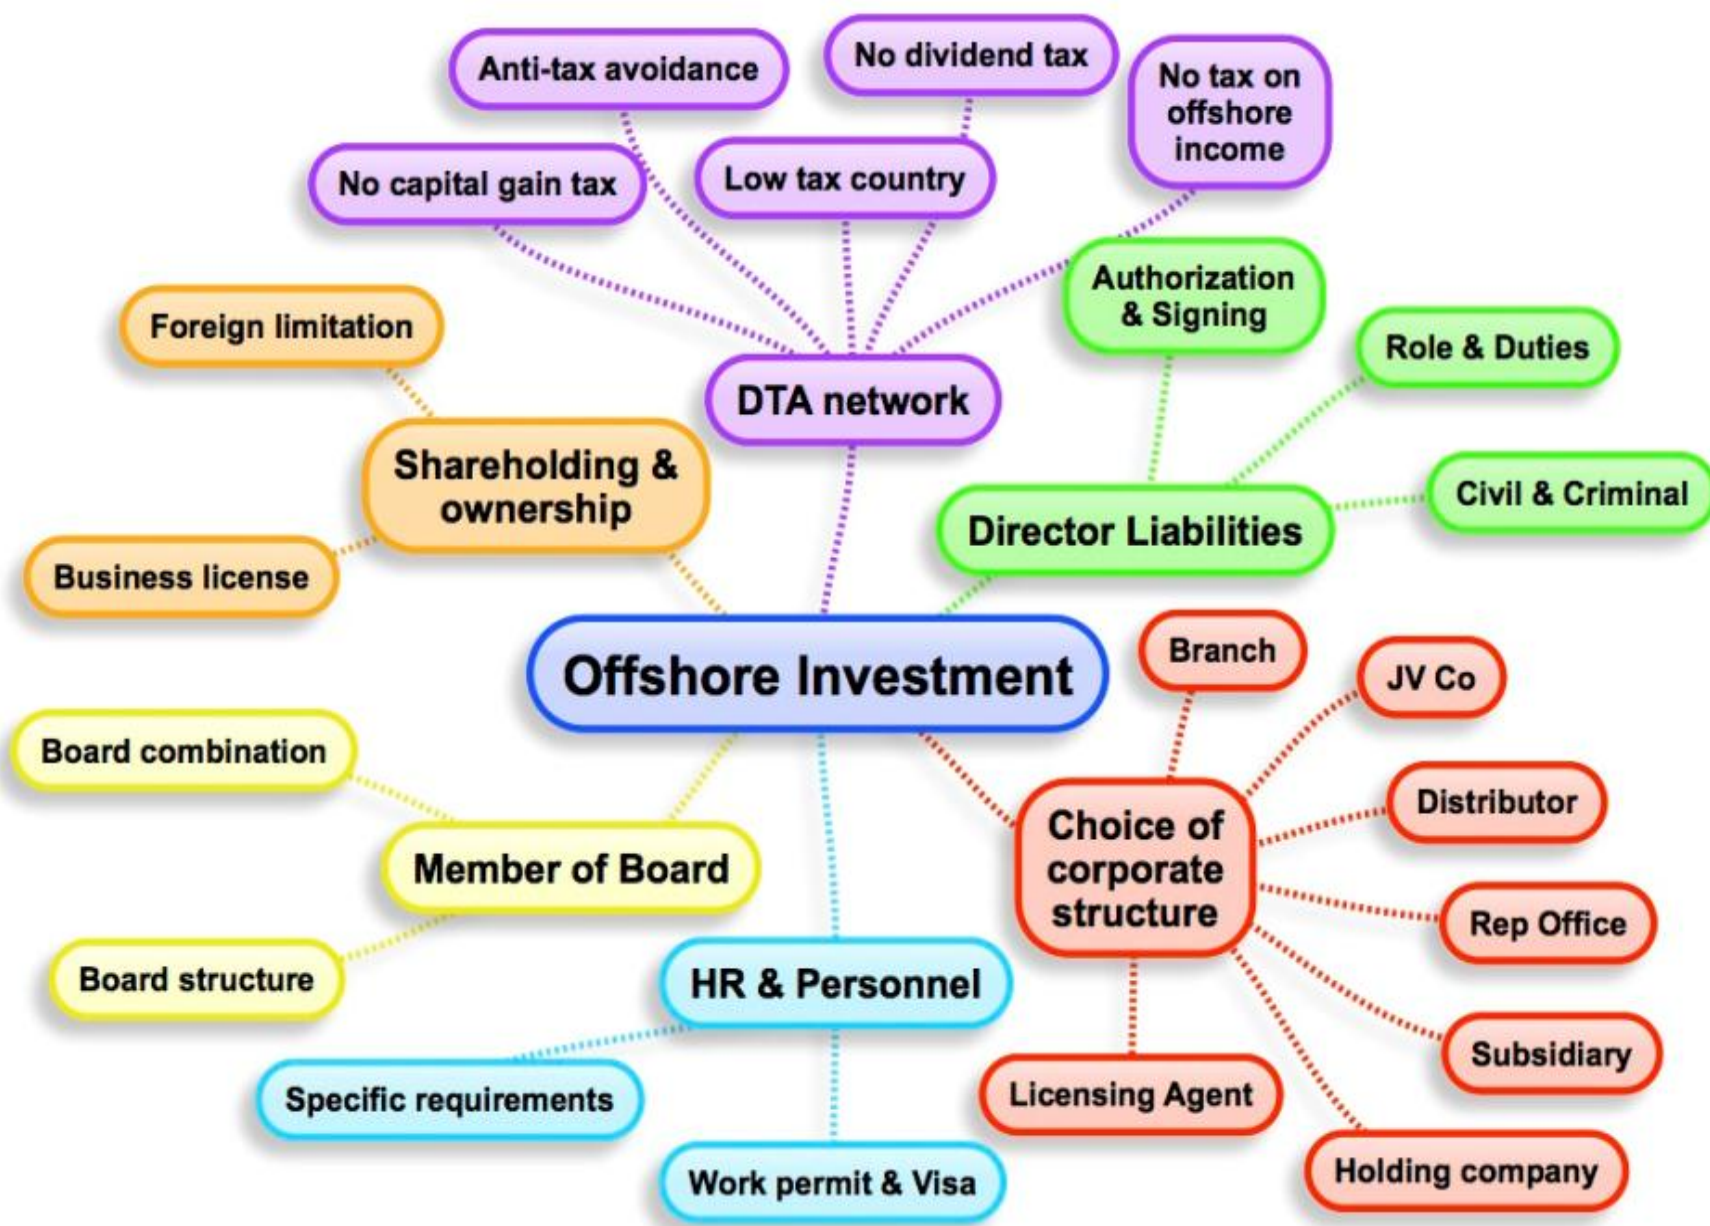 No dividend tax
Anti-tax avoidance
No tax on
offshore
income
No capital gain tax
Low tax country
Authorization
& Signing
Foreign limitation
Role & Duties
DTA network
Shareholding &
ownership
Civil & Criminal
Director Liabilities
Business license
Offshore Investment
Branch
JV Co
Board combination
Distributor
Choice of
corporate
structure
Member of Board
Rep Office
Board structure
HR & Personnel
Subsidiary
Specific requirements
Licensing Agent
Holding company
Work permit & Visa